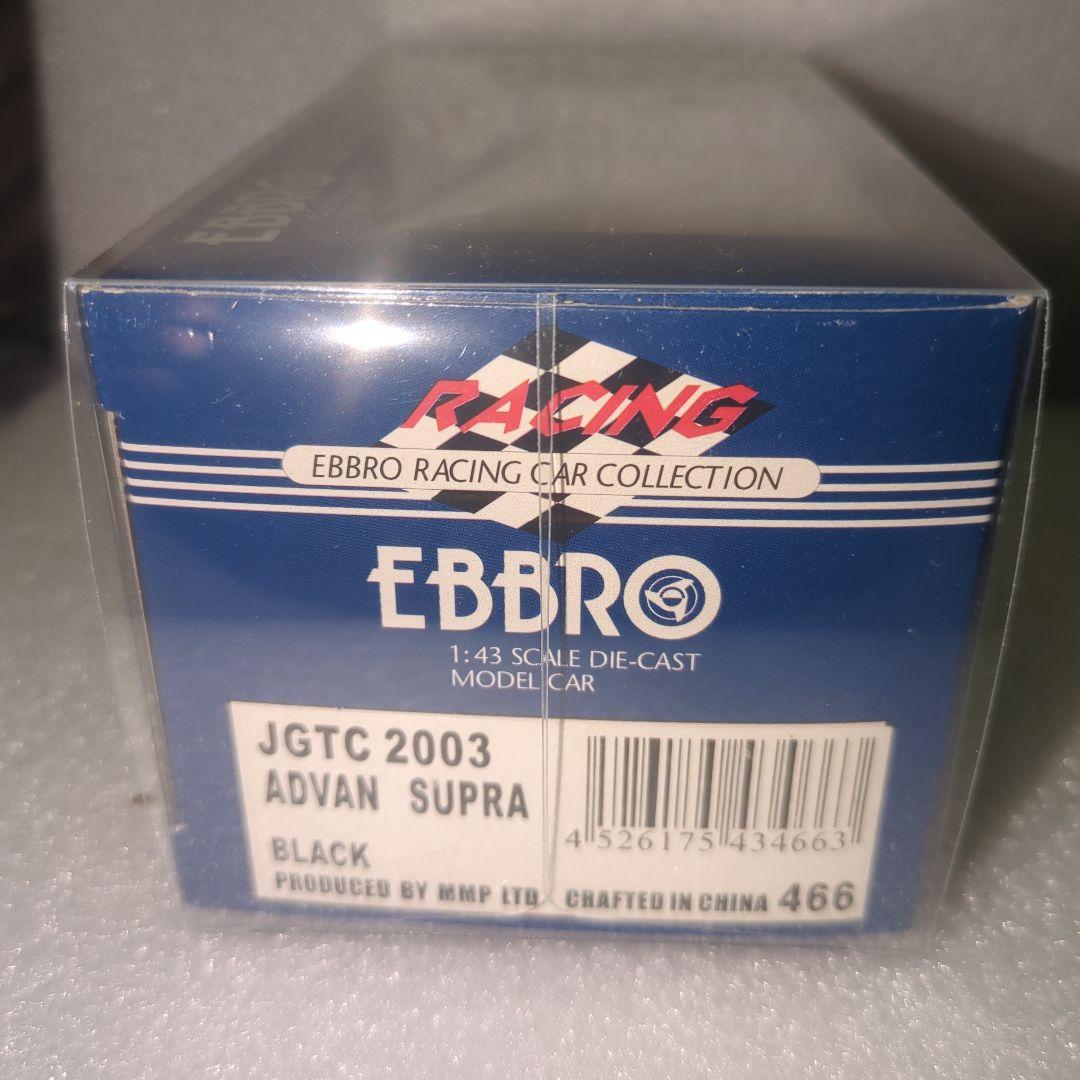 EBBRO
RACING
EBBRO RACING CAR COLLECTION
EBBRO
1:43 SCALE DIE-CAST
MODEL CAR
JGTC 2003
ADVAN SUPRA
BLACK
4 526175 434663
PRODUCED BY MMP LTD. CRAFTED IN CHINA 466